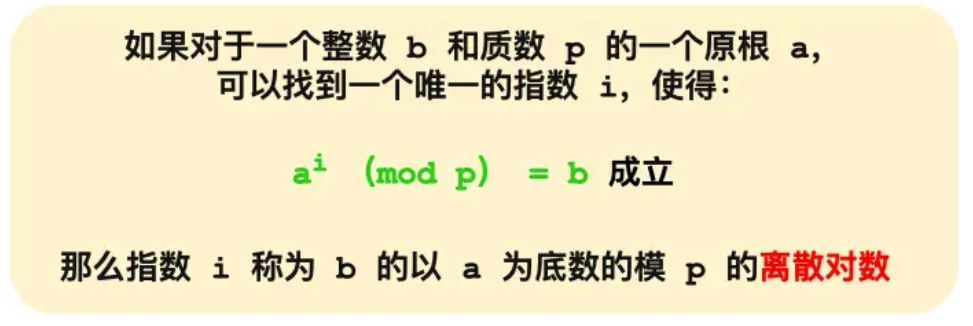 如果对于一个整数 b 和质数 p 的一个原根 a，
可以找到一个唯一的指数 i，使得：
aⁱ （mod p） = b 成立
那么指数 i 称为 b 的以 a 为底数的模 p 的离散对数